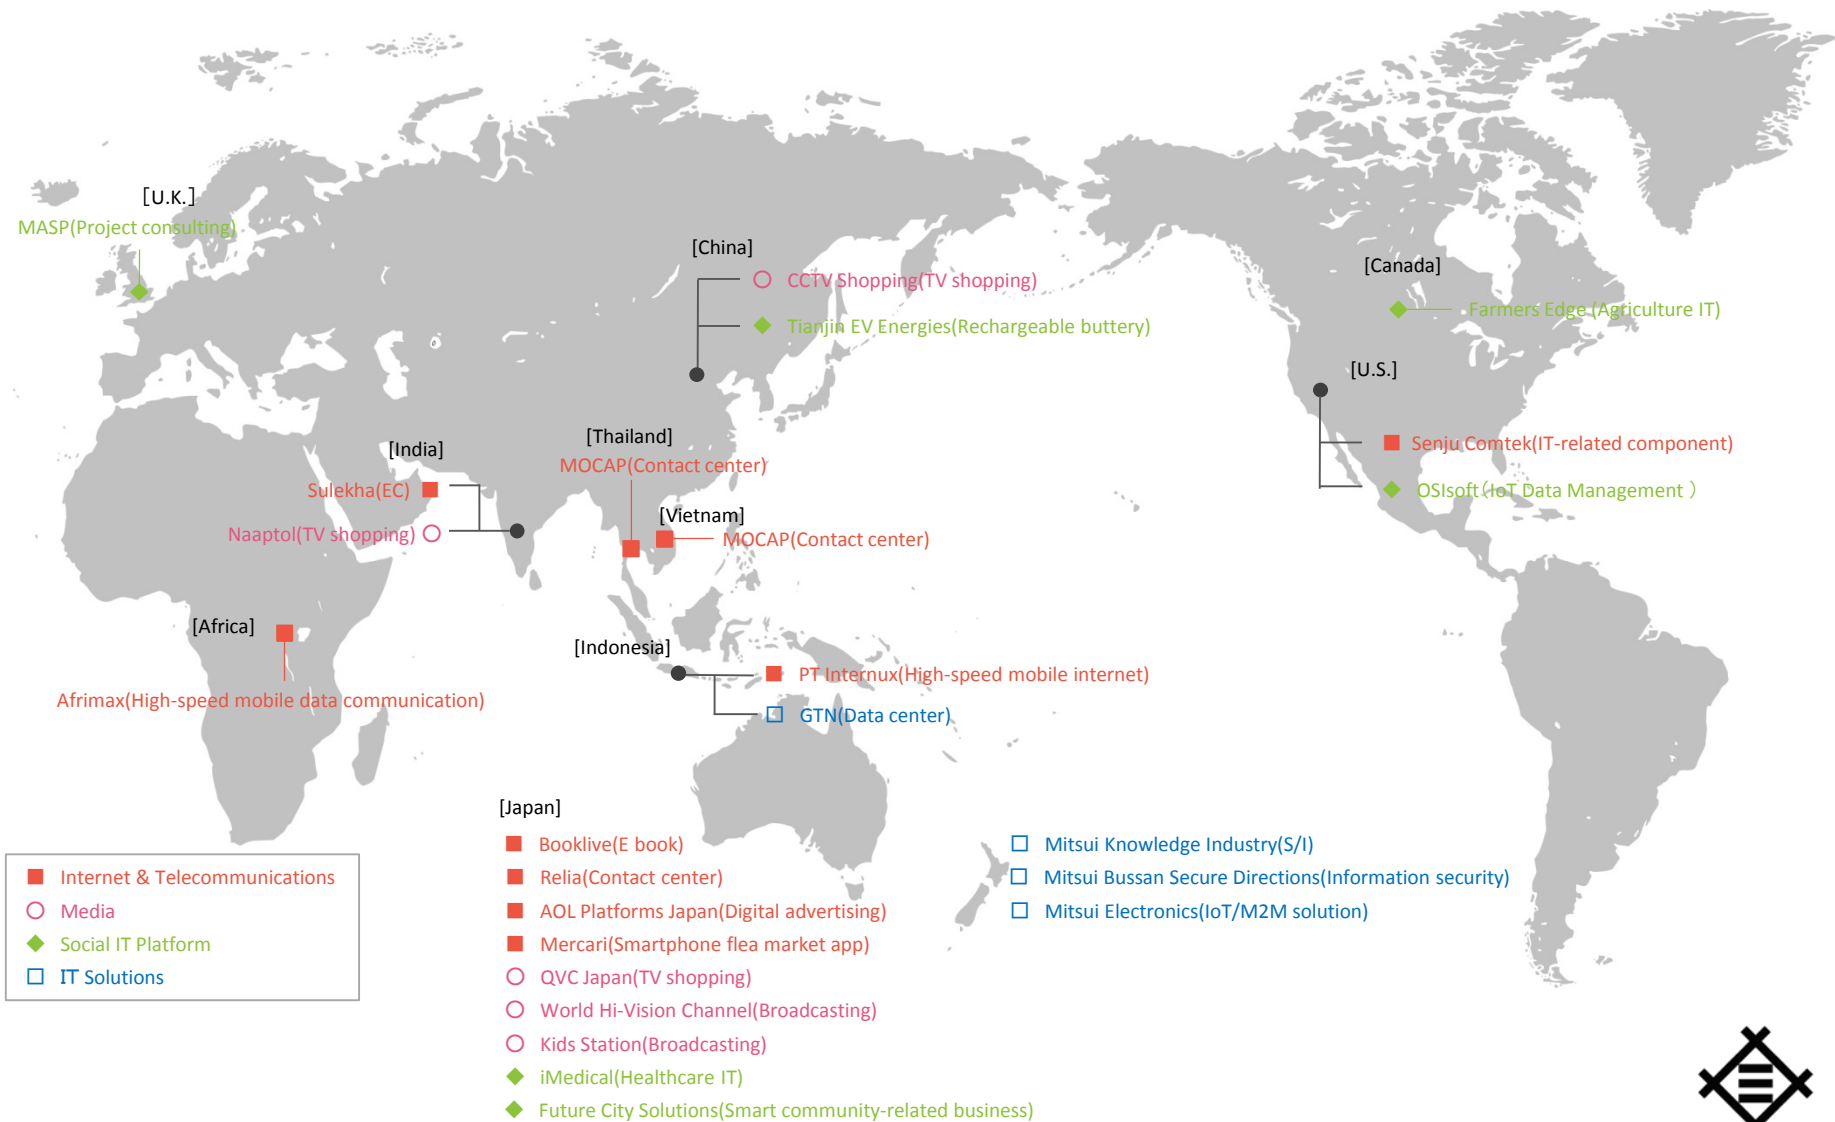 [U.K.]
MASP(Project consulting)
[China]
CCTV Shopping(TV shopping)
Tianjin EV Energies(Rechargeable buttery)
[Canada]
Farmers Edge (Agriculture IT)
[U.S.]
Senju Comtek(IT-related component)
OSIsoft(IoT Data Management )
[India]
Sulekha(EC)
Naaptol(TV shopping)
[Thailand]
MOCAP(Contact center)
[Vietnam]
MOCAP(Contact center)
[Africa]
Afrimax(High-speed mobile data communication)
[Indonesia]
PT Internux(High-speed mobile internet)
GTN(Data center)
[Japan]
Booklive(E book)
Relia(Contact center)
AOL Platforms Japan(Digital advertising)
Mercari(Smartphone flea market app)
QVC Japan(TV shopping)
World Hi-Vision Channel(Broadcasting)
Kids Station(Broadcasting)
iMedical(Healthcare IT)
Future City Solutions(Smart community-related business)
Mitsui Knowledge Industry(S/I)
Mitsui Bussan Secure Directions(Information security)
Mitsui Electronics(IoT/M2M solution)
Internet & Telecommunications
Media
Social IT Platform
IT Solutions